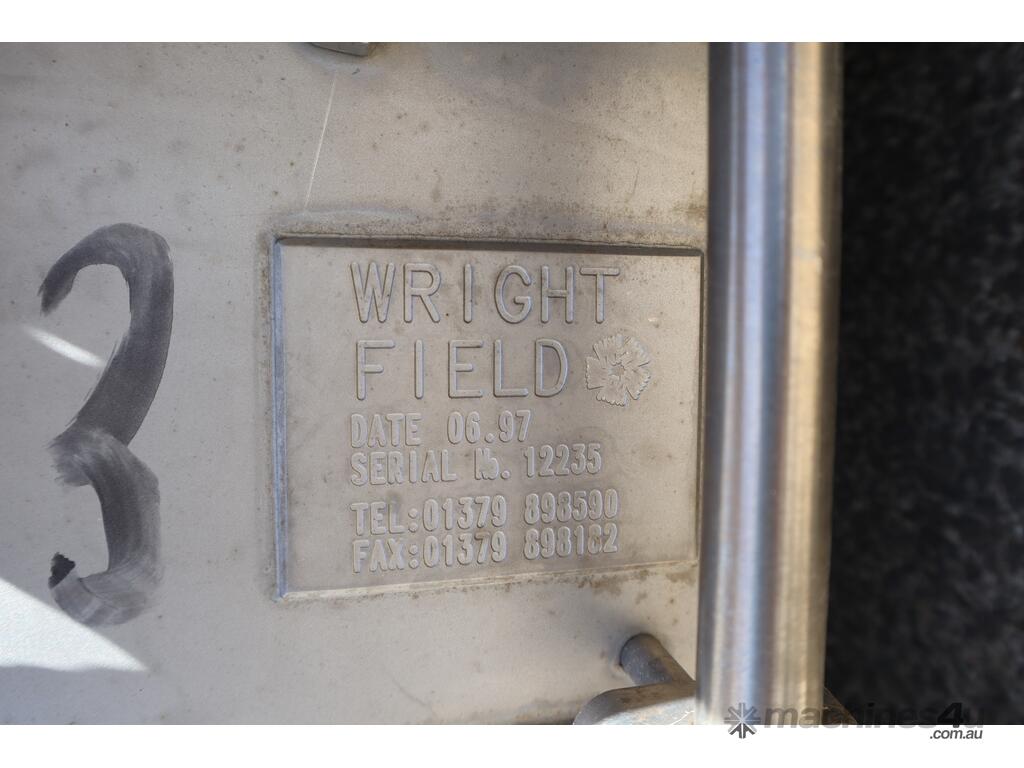 3
WRIGHT
FIELD
DATE 06.97
SERIAL No. 12235
TEL:01379 898590
FAX:01379 898182
machines4u
.com.au